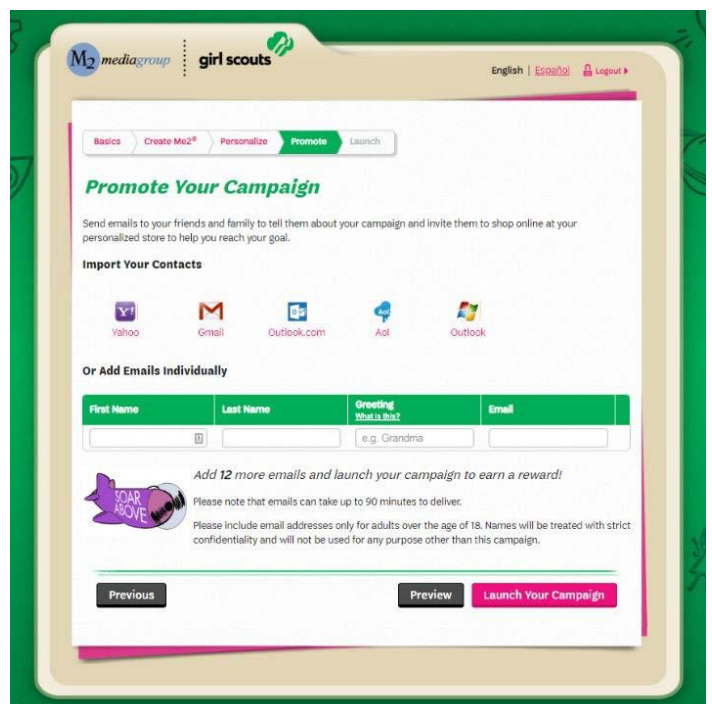 M2 mediagroup girl scouts
English | Español Logout
Basics Create Me2® Personalize Promote Launch
Promote Your Campaign
Send emails to your friends and family to tell them about your campaign and invite them to shop online at your
personalized store to help you reach your goal.
Import Your Contacts
Yahoo Gmail Outlook.com Aol Outlook
Or Add Emails Individually
First Name Last Name Greeting Email
What is this?
e.g. Grandma
Add 12 more emails and launch your campaign to earn a reward!
SOAR
ABOVE
Please note that emails can take up to 90 minutes to deliver.
Please include email addresses only for adults over the age of 18. Names will be treated with strict
confidentiality and will not be used for any purpose other than this campaign.
Previous Preview Launch Your Campaign